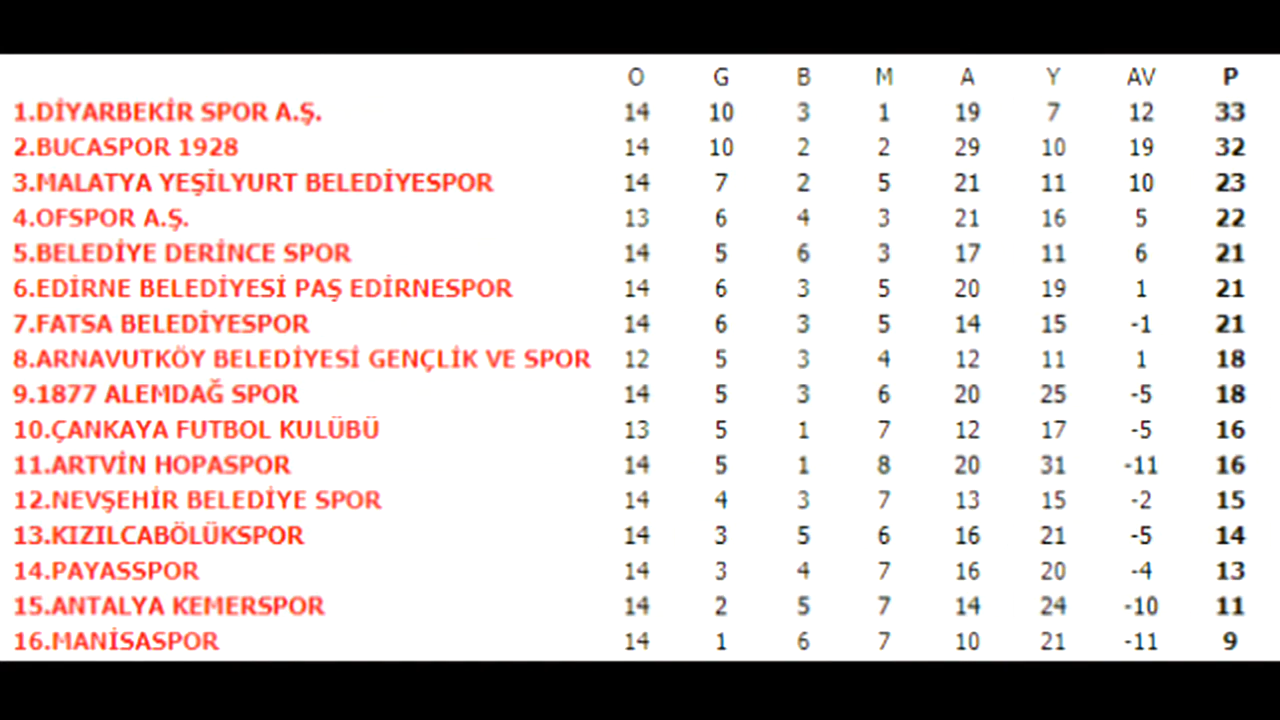 O G B M A Y AV P
1.DİYARBEKİR SPOR A.Ş. 14 10 3 1 19 7 12 33
2.BUCASPOR 1928 14 10 2 2 29 10 19 32
3.MALATYA YEŞİLYURT BELEDİYESPOR 14 7 2 5 21 11 10 23
4.OFSPOR A.Ş. 13 6 4 3 21 16 5 22
5.BELEDİYE DERİNCE SPOR 14 5 6 3 17 11 6 21
6.EDİRNE BELEDİYESİ PAŞ EDİRNESPOR 14 6 3 5 20 19 1 21
7.FATSA BELEDİYESPOR 14 6 3 5 14 15 -1 21
8.ARNAVUTKÖY BELEDİYESİ GENÇLİK VE SPOR 12 5 3 4 12 11 1 18
9.1877 ALEMDAĞ SPOR 14 5 3 6 20 25 -5 18
10.ÇANKAYA FUTBOL KULÜBÜ 13 5 1 7 12 17 -5 16
11.ARTVİN HOPASPOR 14 5 1 8 20 31 -11 16
12.NEVŞEHİR BELEDİYE SPOR 14 4 3 7 13 15 -2 15
13.KIZILCABÖLÜKSPOR 14 3 5 6 16 21 -5 14
14.PAYASSPOR 14 3 4 7 16 20 -4 13
15.ANTALYA KEMERSPOR 14 2 5 7 14 24 -10 11
16.MANİSASPOR 14 1 6 7 10 21 -11 9